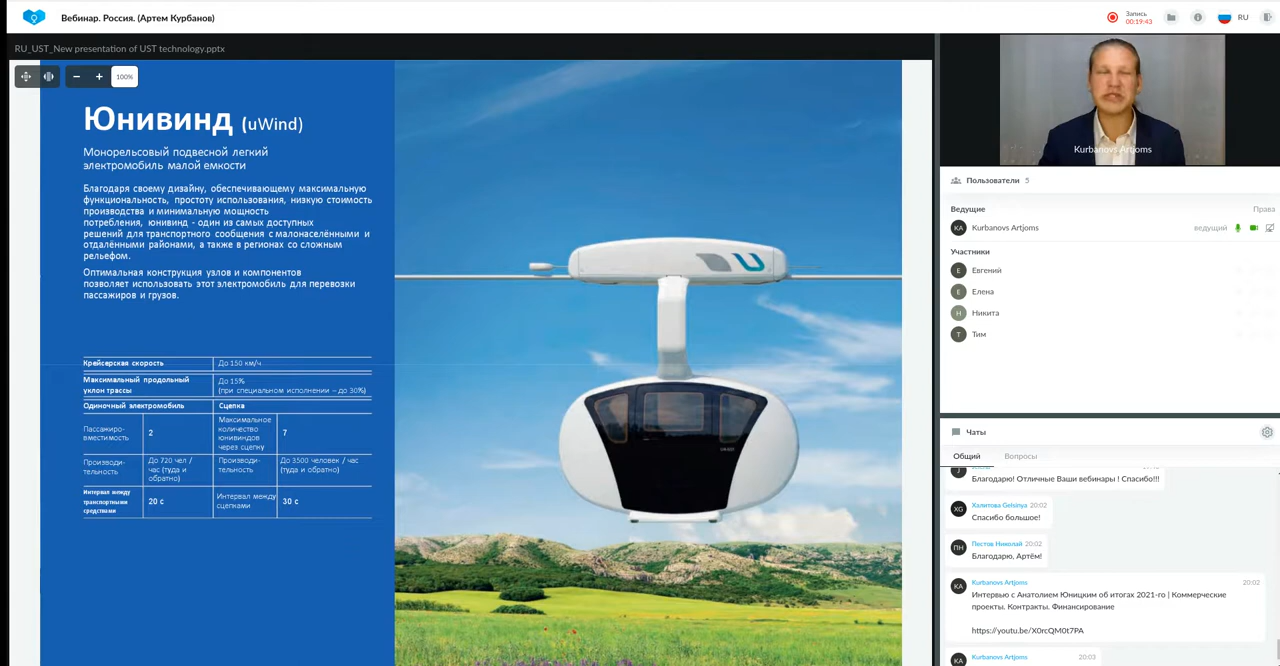 Вебинар. Россия. (Артем Курбанов)
Запись
00:19:43
RU
RU_UST_New presentation of UST technology.pptx
100%
Юнивинд (uWind)
Монорельсовый подвесной легкий
электромобиль малой емкости
Благодаря своему дизайну, обеспечивающему максимальную
функциональность, простоту использования, низкую стоимость
производства и минимальную мощность
потребления, юнивинд - один из самых доступных
решений для транспортного сообщения с малонаселёнными и
отдалёнными районами, а также в регионах со сложным
рельефом.
Оптимальная конструкция узлов и компонентов
позволяет использовать этот электромобиль для перевозки
пассажиров и грузов.
Крейсерская скорость
До 150 км/ч
Максимальный продольный
уклон трассы
До 15%
(при специальном исполнении – до 30%)
Одиночный электромобиль
Сцепка
Пассажиро-
вместимость
2
Максимальное
количество
юнивиндов
через сцепку
7
Производи-
тельность
До 720 чел /
час (туда и
обратно)
Производи-
тельность
До 3500 человек / час
(туда и обратно)
Интервал между
транспортными
средствами
20 с
Интервал между
сцепками
30 с
Kurbanovs Artjoms
Пользователи 5
Ведущие
Права
KA
Kurbanovs Artjoms
ведущий
Участники
Е
Евгений
Е
Елена
Н
Никита
Т
Тим
Чаты
Общий
Вопросы
Благодарю! Отличные Ваши вебинары ! Спасибо!!!
XG
Халитова Gelsinya 20:02
Спасибо большое!
ПН
Пестов Николай 20:02
Благодарю, Артём!
KA
Kurbanovs Artjoms 20:02
Интервью с Анатолием Юницким об итогах 2021-го | Коммерческие
проекты. Контракты. Финансирование
https://youtu.be/X0rcQM0t7PA
KA
Kurbanovs Artjoms 20:03